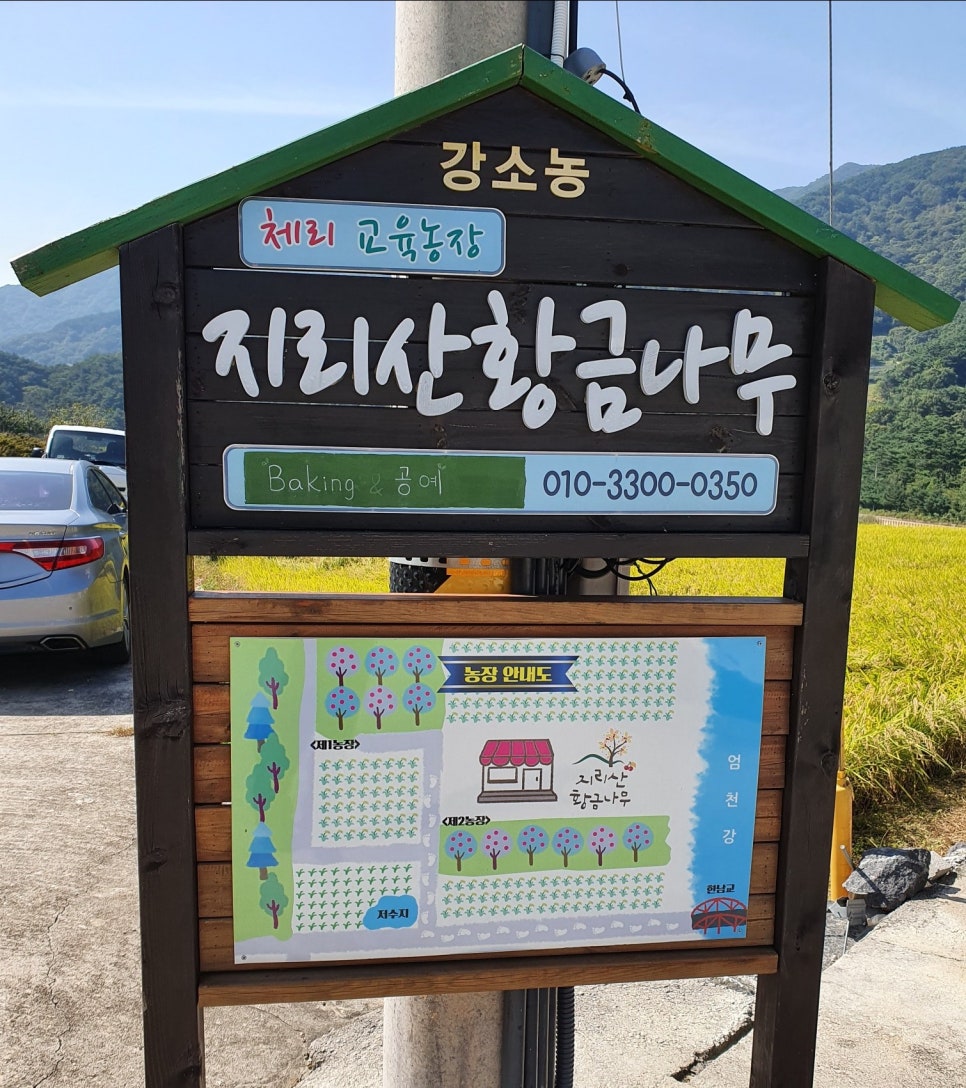 강소농
체리 교육농장
지리산황금나무
Baking & 공예 010-3300-0350
농장 안내도
<제1농장>
지리산
황금나무
<제2농장>
엄천강
한남교
저수지